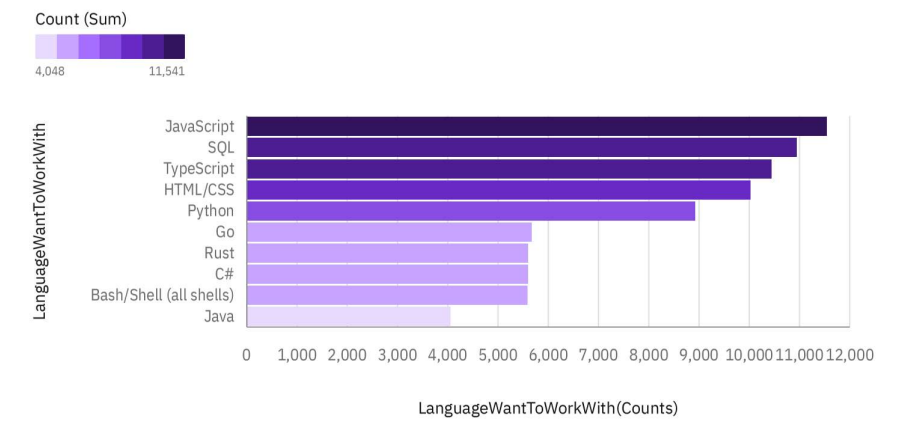 Count (Sum)
4,048 11,541
LanguageWantToWorkWith
JavaScript
SQL
TypeScript
HTML/CSS
Python
Go
Rust
C#
Bash/Shell (all shells)
Java
0 1,000 2,000 3,000 4,000 5,000 6,000 7,000 8,000 9,000 10,000 11,000 12,000
LanguageWantToWorkWith(Counts)